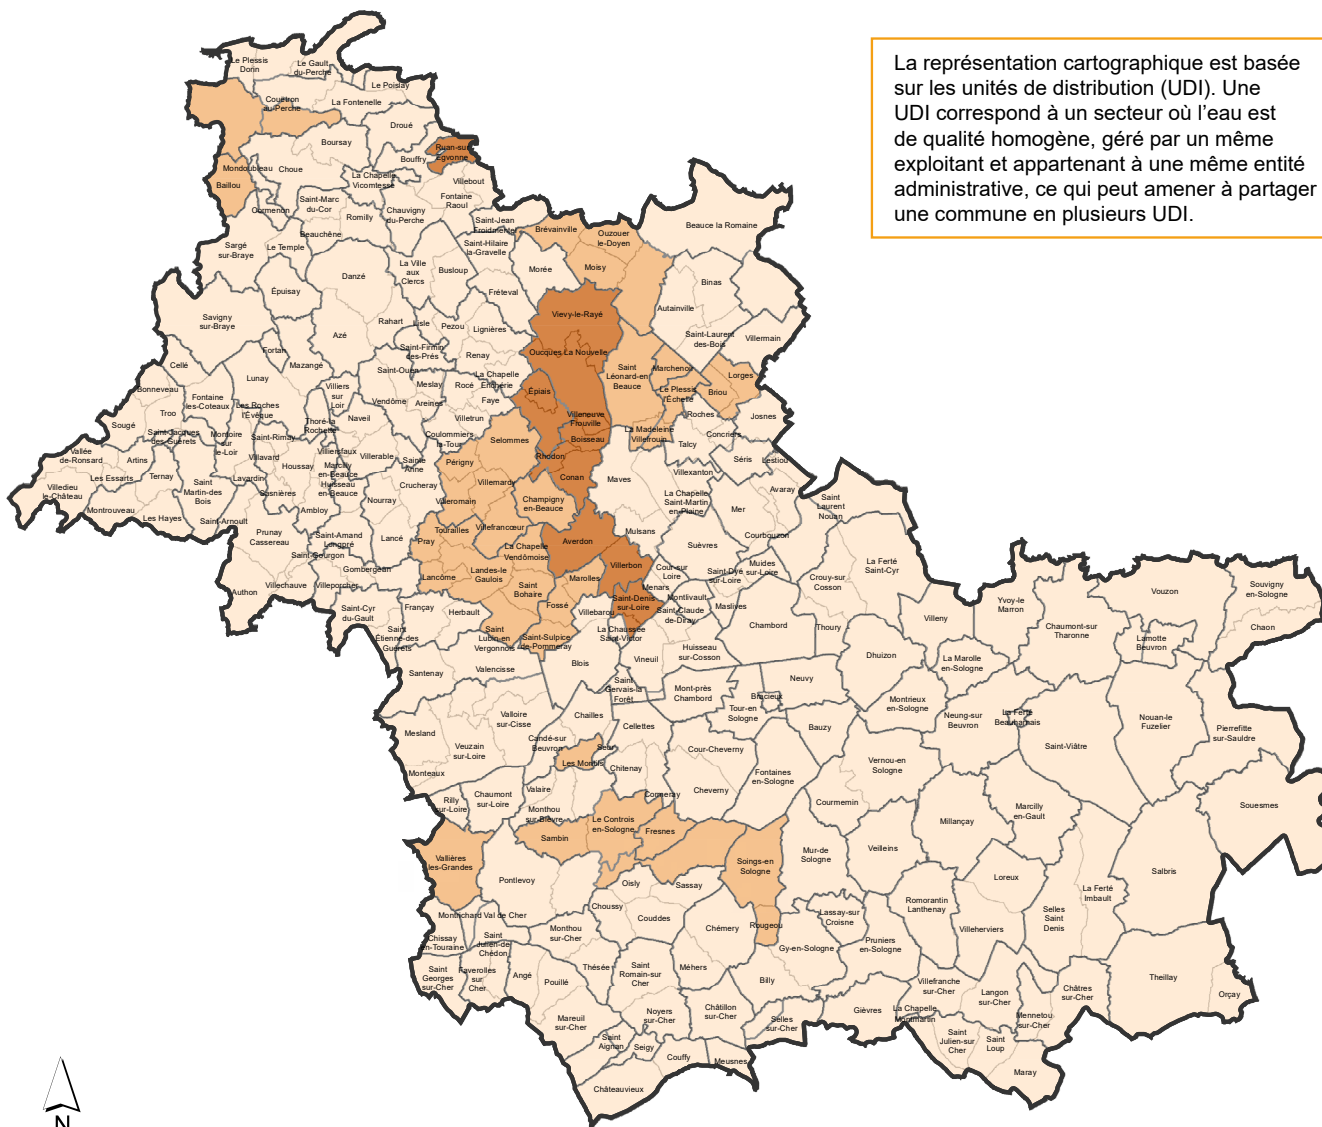 La représentation cartographique est basée
sur les unités de distribution (UDI). Une
UDI correspond à un secteur où l'eau est
de qualité homogène, géré par un même
exploitant et appartenant à une même entité
administrative, ce qui peut amener à partager
une commune en plusieurs UDI.
Le Plessis
Dorin
Le Gault
du-Perche
Le Poislay
Couëtron
au-Perche
La Fontenelle
Droué
Boursay
Bouffry
Ruan-sur
Egvonne
Mondoubleau
Choue
La Chapelle
Vicomtesse
Villebout
Baillou
Fontaine
Raoul
Cormenon
Saint-Marc
du-Cor
Romilly
Chauvigny
du-Perche
Saint-Jean
Froidmentel
Brévainville
Ouzouer
le-Doyen
Beauce la Romaine
Beauchêne
Sargé
sur-Braye
Le Temple
Saint-Hilaire
la-Gravelle
Danzé
La Ville
aux
Clercs
Busloup
Morée
Moisy
Binas
Épuisay
Fréteval
Autainville
Savigny
sur-Braye
Vievy-le-Rayé
Rahart
Lisle
Pezou
Lignières
Azé
Saint-Laurent
des-Bois
Villermain
Fortan
Saint-Firmin
des-Prés
Renay
Oucques La Nouvelle
Cellé
Mazangé
Saint-Ouen
La Chapelle
Enchérie
Saint
Léonard-en
Beauce
Marchenoir
Lorges
Bonneveau
Fontaine
les-Coteaux
Lunay
Villiers
sur
Loir
Meslay
Rocé
Faye
Épiais
Le Plessis
l'Échelle
Briou
Troo
Les Roches
l'Évêque
Vendôme
Areines
Villetrun
Villeneuve
Frouville
Roches
Josnes
Sougé
Saint-Jacques
des-Guérets
Montoire
sur
le-Loir
Saint-Rimay
Thoré-la
Rochette
Naveil
Coulommiers
la-Tour
Selommes
Boisseau
La Madeleine
Villefrouin
Concriers
Talcy
Vallée
de-Ronsard
Artins
Villavard
Houssay
Villiersfaux
Marcilly
en-Beauce
Villerable
Sainte
Anne
Périgny
Rhodon
Séris
Lestiou
Les Essarts
Ternay
Lavardin
Sasnières
Huisseau
en-Beauce
Crucheray
Villemardy
Conan
Maves
Villexanton
Villedieu
le-Château
Saint
Martin-des
Bois
Nourray
Villeromain
Champigny
en-Beauce
La Chapelle
Saint-Martin
en-Plaine
Avaray
Montrouveau
Les Hayes
Saint-Arnoult
Ambloy
Mer
Saint
Laurent
Nouan
Prunay
Cassereau
Saint-Amand
Longpré
Lancé
Tourailles
Villefrancœur
Averdon
Mulsans
Courbouzon
Pray
La Chapelle
Vendômoise
Suèvres
Saint-Gourgon
Gombergean
Lancôme
Landes-le
Gaulois
Marolles
Villerbon
Cour-sur
Loire
Saint-Dyé
sur-Loire
Muides
sur-Loire
La Ferté
Saint-Cyr
Authon
Villechauve
Villeporcher
Saint
Bohaire
Menars
Crouy-sur
Cosson
Saint-Cyr
du-Gault
Françay
Herbault
Fossé
Villebarou
Saint-Denis
sur-Loire
Montlivault
Saint-Claude
de-Diray
Maslives
Yvoy-le
Marron
Vouzon
Souvigny
en-Sologne
Saint
Étienne-des
Guérets
Saint
Lubin-en
Vergonnois
Saint-Sulpice
de-Pommeray
La Chaussée
Saint-Victor
Chambord
Thoury
Villeny
Chaumont-sur
Tharonne
Lamotte
Beuvron
Chaon
Santenay
Valencisse
Blois
Vineuil
Huisseau
sur-Cosson
Dhuizon
La Marolle
en-Sologne
Saint
Gervais-la
Forêt
Mont-près
Chambord
Bracieux
Neuvy
Tour-en
Sologne
Montrieux
en-Sologne
Neung-sur
Beuvron
La Ferté
Beauharnais
Nouan-le
Fuzelier
Mesland
Valloire
sur-Cisse
Chailles
Cellettes
Bauzy
Pierrefitte
sur-Sauldre
Veuzain
sur-Loire
Candé-sur
Beuvron
Seur
Cour-Cheverny
Saint-Viâtre
Monteaux
Les Montils
Chitenay
Fontaines
en-Sologne
Vernou-en
Sologne
Rilly
sur-Loire
Chaumont
sur-Loire
Valaire
Cormeray
Cheverny
Courmemin
Monthou
sur-Bièvre
Le Controis
en-Sologne
Marcilly
en-Gault
Souesmes
Sambin
Fresnes
Millançay
Vallières
les-Grandes
Mur-de
Sologne
Veilleins
Soings-en
Sologne
Pontlevoy
Oisly
Sassay
Loreux
Salbris
La Ferté
Imbault
Choussy
Couddes
Romorantin
Lanthenay
Montrichard Val de Cher
Lassay-sur
Croisne
Selles
Saint
Denis
Chissay
en-Touraine
Saint
Julien-de
Chédon
Monthou
sur-Cher
Chémery
Rougeou
Villeherviers
Gy-en-Sologne
Pruniers
en-Sologne
Saint
Georges
sur-Cher
Faverolles
sur
Cher
Angé
Pouillé
Thésée
Saint
Romain-sur
Cher
Méhers
Billy
Villefranche
sur-Cher
Langon
sur-Cher
Châtres
sur-Cher
Theillay
Orçay
Mareuil
sur-Cher
Noyers
sur-Cher
Châtillon
sur-Cher
Selles
sur-Cher
Gièvres
La Chapelle
Montmartin
Mennetou
sur-Cher
Saint
Aignan
Seigy
Couffy
Meusnes
Saint
Julien-sur
Cher
Saint
Loup
Maray
Châteauvieux
N